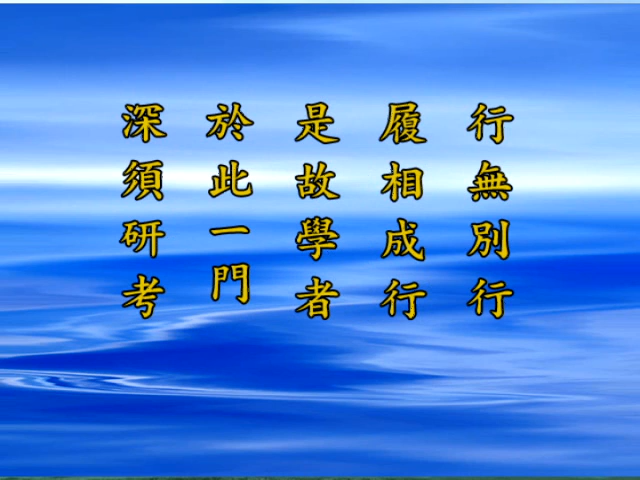 行無別行
履相成行
是故學者
於此一門
深須研考